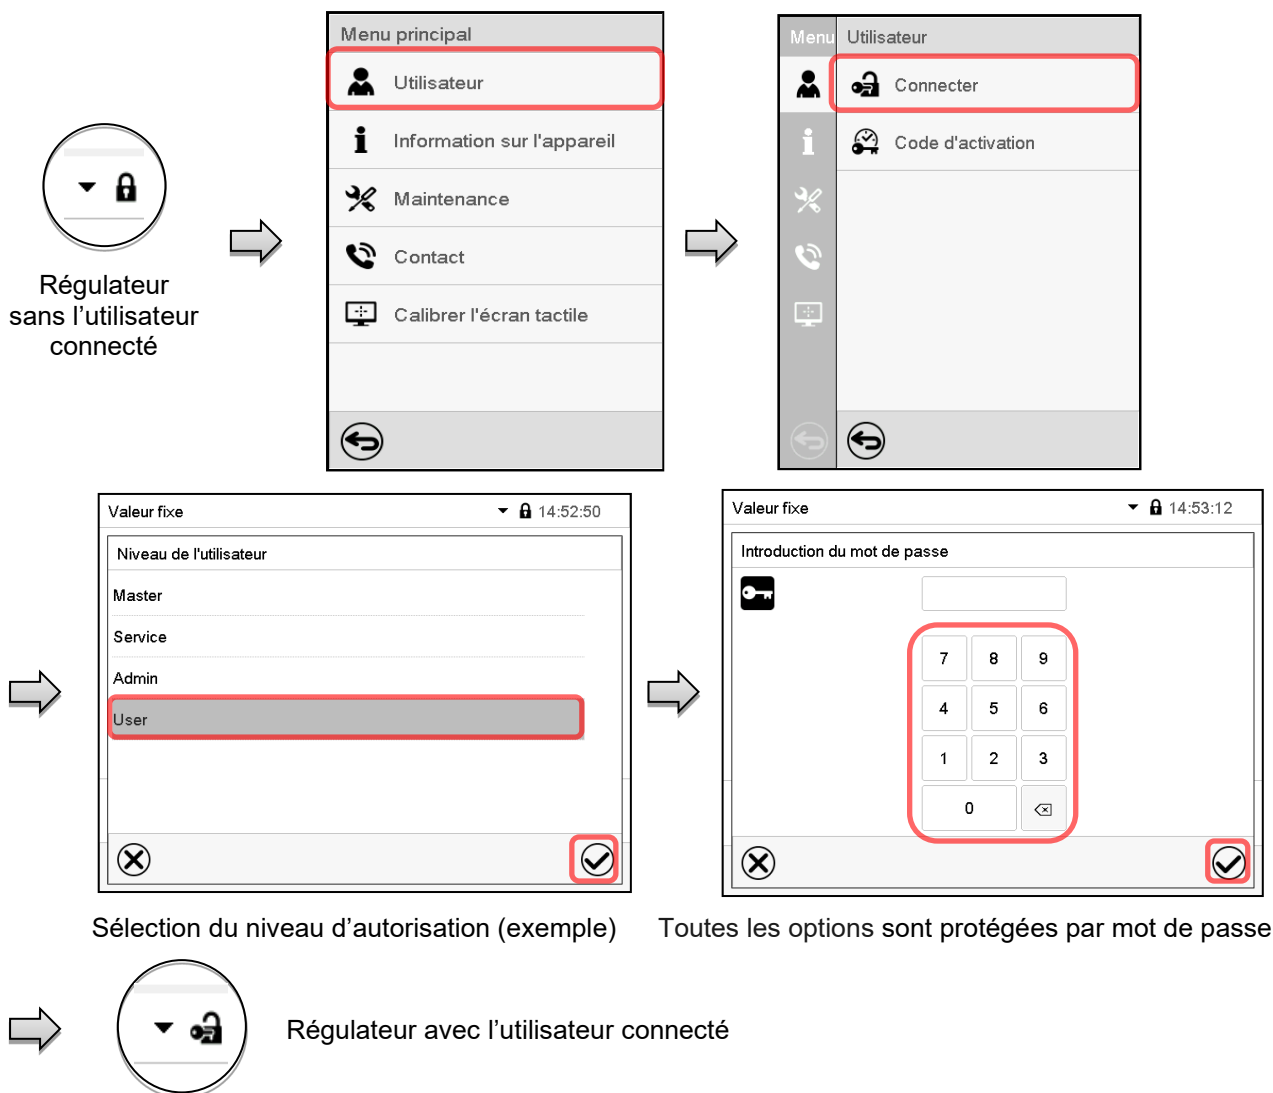 Menu principal
Utilisateur
Information sur l'appareil
Maintenance
Contact
Calibrer l'écran tactile
Menu
Utilisateur
Connecter
Code d'activation
Régulateur
sans l’utilisateur
connecté
Valeur fixe
14:52:50
Niveau de l'utilisateur
Master
Service
Admin
User
Valeur fixe
14:53:12
Introduction du mot de passe
7 8 9
4 5 6
1 2 3
0
Sélection du niveau d’autorisation (exemple)
Toutes les options sont protégées par mot de passe
Régulateur avec l’utilisateur connecté